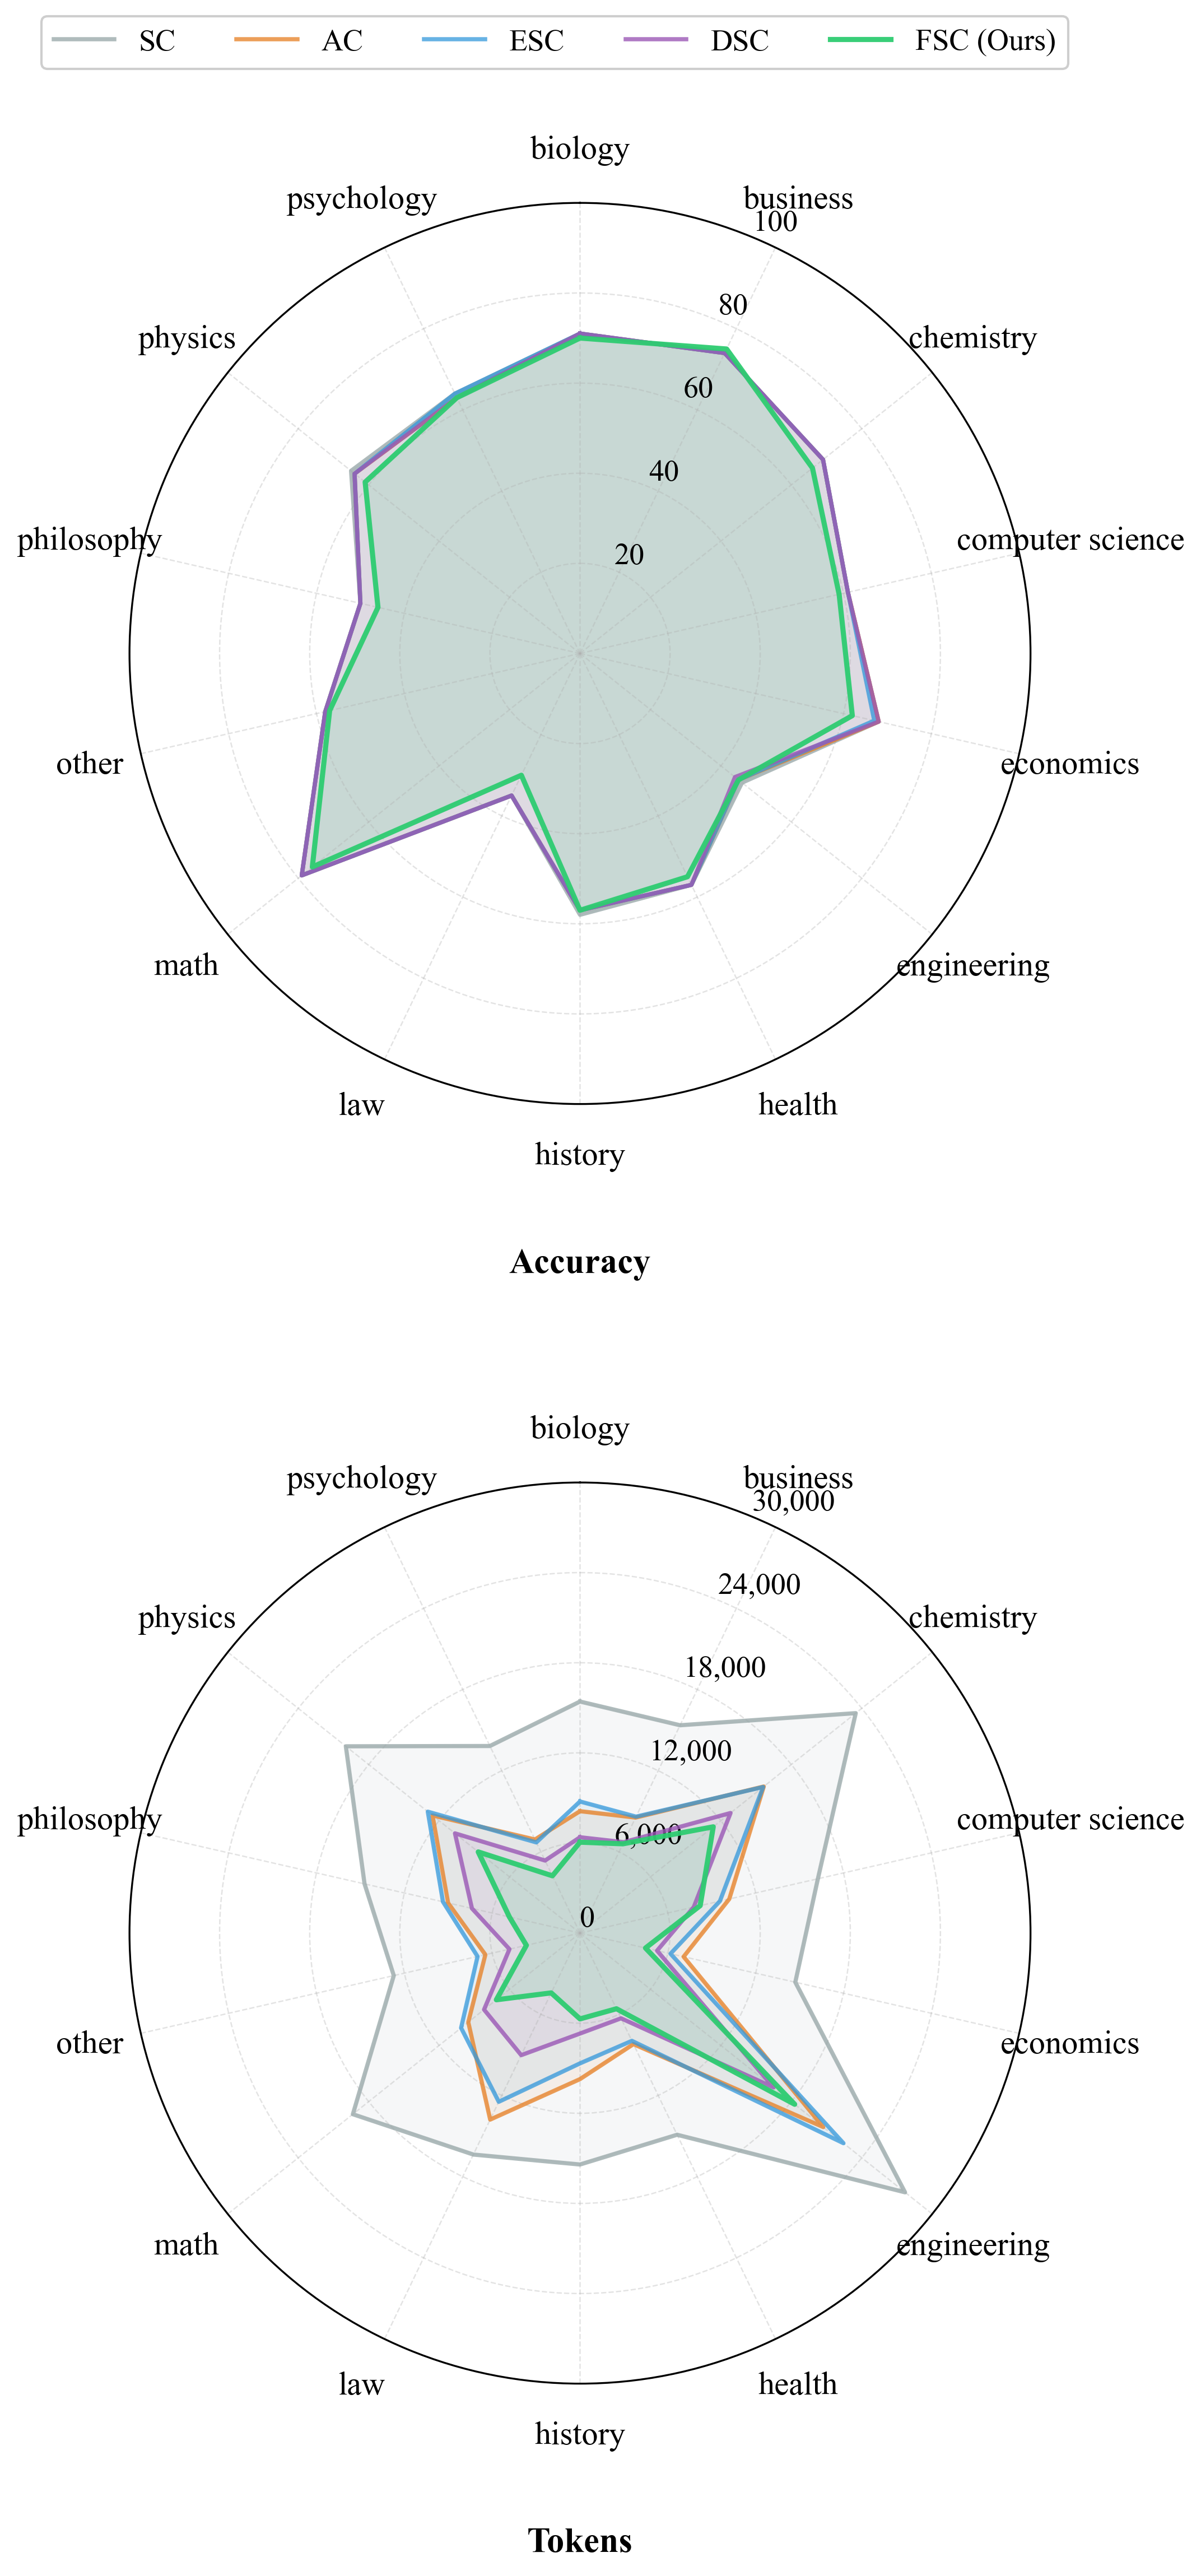 SC AC ESC DSC FSC (Ours)
biology
psychology business
100
physics 80 chemistry
60
40
philosophy 20 computer science
other economics
math engineering
law health
history
Accuracy
biology
psychology business
30,000
24,000
physics 18,000 chemistry
12,000
philosophy 6,000 computer science
0
other economics
math engineering
law health
history
Tokens